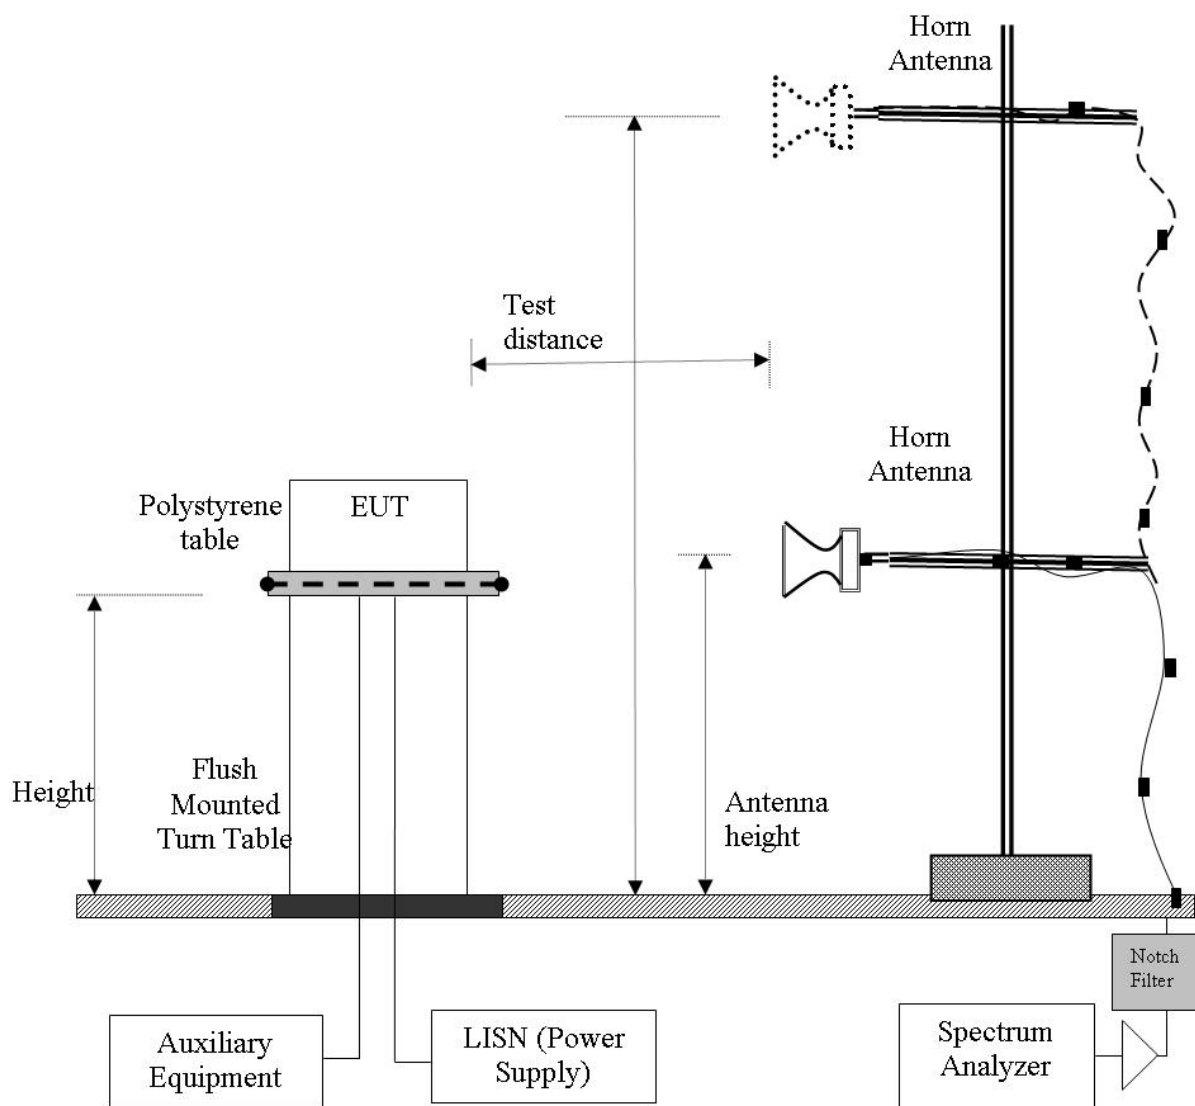 Horn
Antenna
Test
distance
Horn
Antenna
Polystyrene
table
EUT
Flush
Mounted
Turn Table
Height
Antenna
height
Notch
Filter
Auxiliary
Equipment
LISN (Power
Supply)
Spectrum
Analyzer